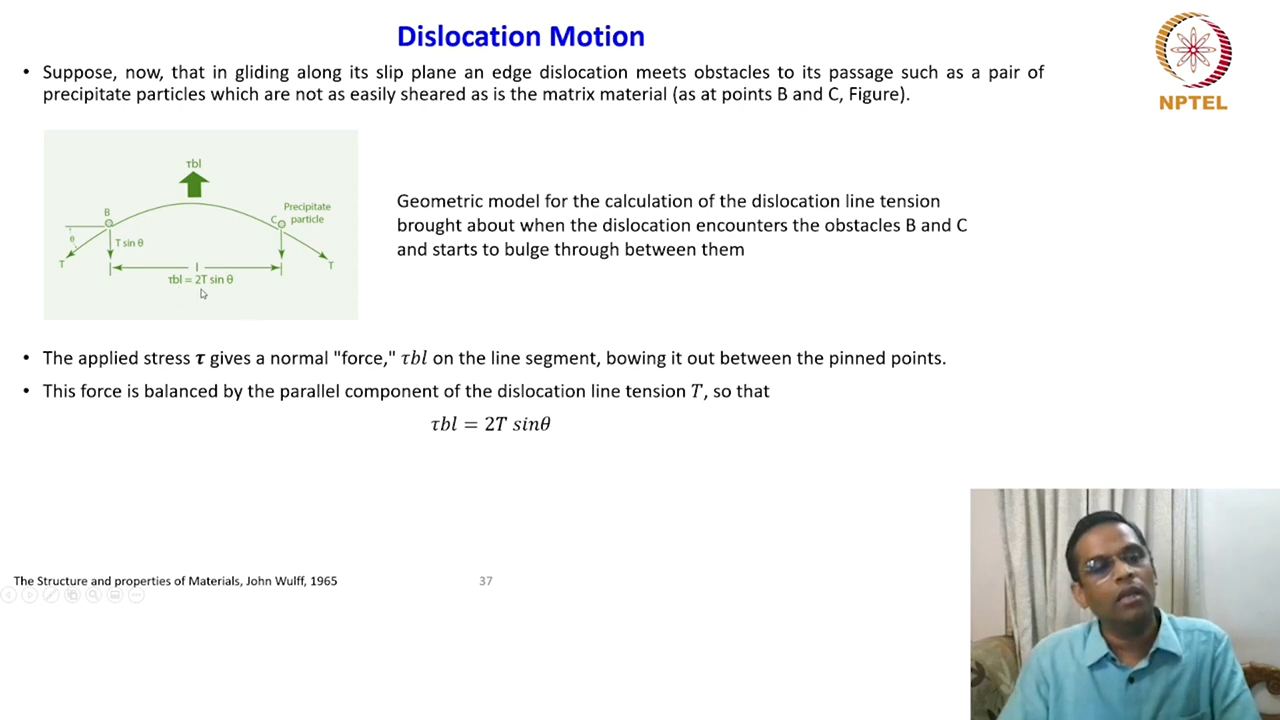 Dislocation Motion
NPTEL
• Suppose, now, that in gliding along its slip plane an edge dislocation meets obstacles to its passage such as a pair of
precipitate particles which are not as easily sheared as is the matrix material (as at points B and C, Figure).
τbl
B
C
Precipitate
particle
θ
T sin θ
T
T
l
τbl = 2T sin θ
Geometric model for the calculation of the dislocation line tension
brought about when the dislocation encounters the obstacles B and C
and starts to bulge through between them
• The applied stress τ gives a normal "force," τbl on the line segment, bowing it out between the pinned points.
• This force is balanced by the parallel component of the dislocation line tension T, so that
τbl = 2T sinθ
The Structure and properties of Materials, John Wulff, 1965
37